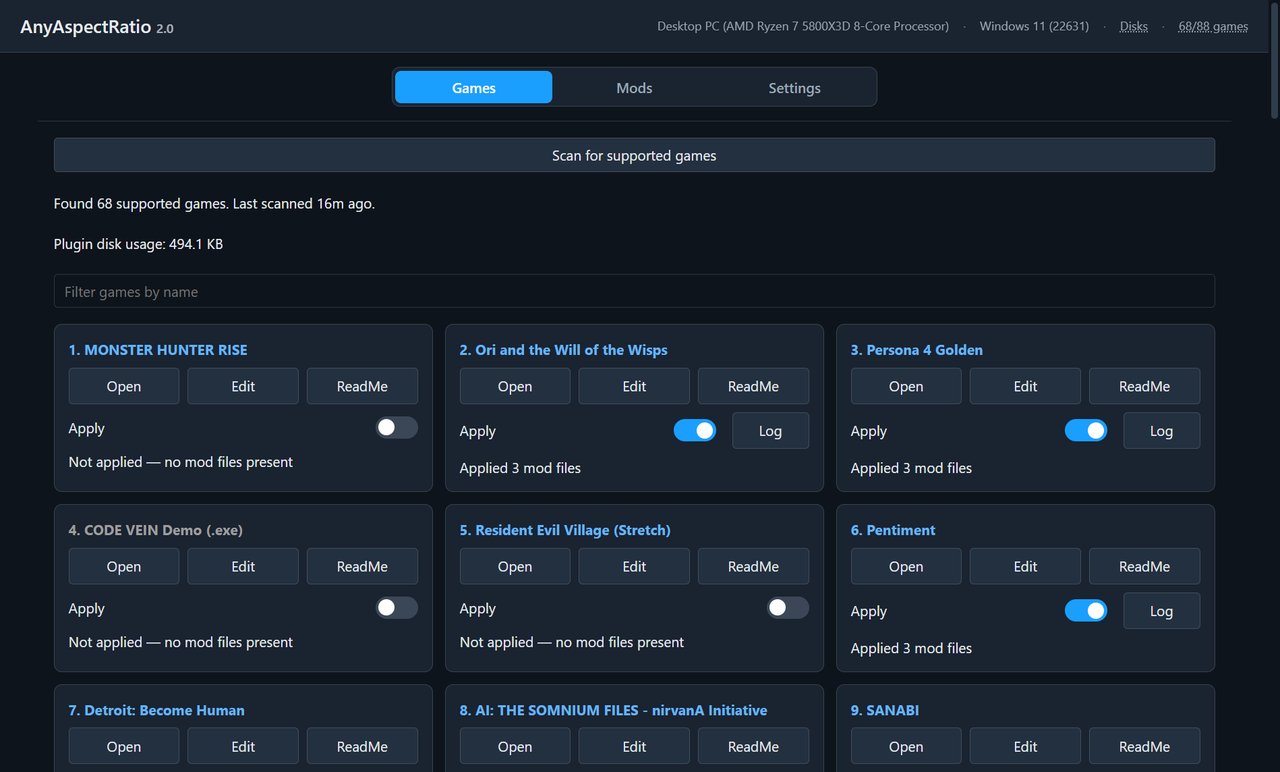 AnyAspectRatio 2.0
Desktop PC (AMD Ryzen 7 5800X3D 8-Core Processor) · Windows 11 (22631) · Disks · 68/88 games
Games Mods Settings
Scan for supported games
Found 68 supported games. Last scanned 16m ago.
Plugin disk usage: 494.1 KB
Filter games by name
1. MONSTER HUNTER RISE
Open Edit ReadMe
Apply
Not applied — no mod files present
2. Ori and the Will of the Wisps
Open Edit ReadMe
Apply Log
Applied 3 mod files
3. Persona 4 Golden
Open Edit ReadMe
Apply Log
Applied 3 mod files
4. CODE VEIN Demo (.exe)
Open Edit ReadMe
Apply
Not applied — no mod files present
5. Resident Evil Village (Stretch)
Open Edit ReadMe
Apply
Not applied — no mod files present
6. Pentiment
Open Edit ReadMe
Apply Log
Applied 3 mod files
7. Detroit: Become Human
Open Edit ReadMe
8. AI: THE SOMNIUM FILES - nirvanA Initiative
Open Edit ReadMe
9. SANABI
Open Edit ReadMe